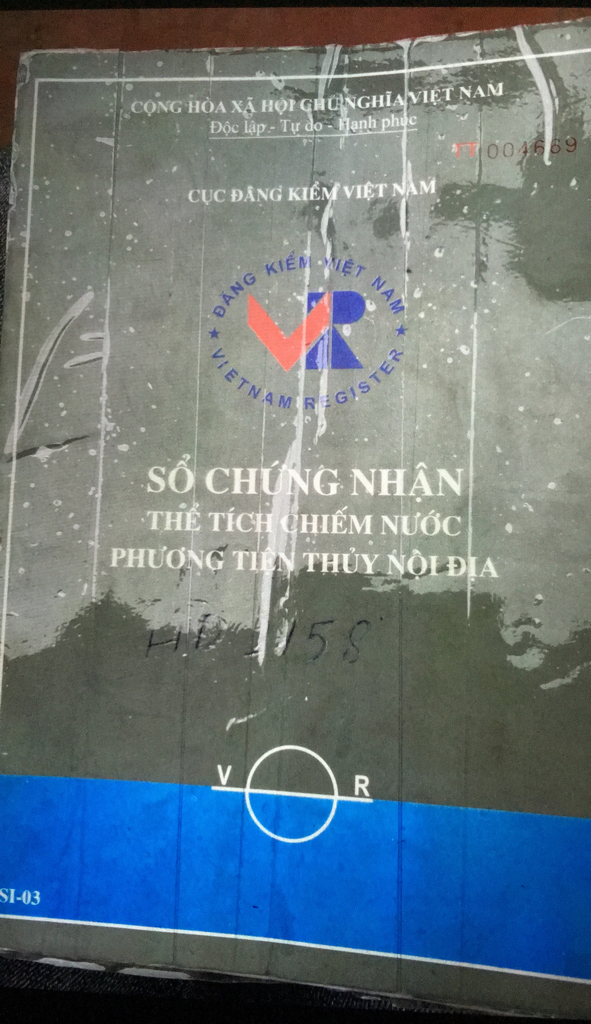 CỘNG HÒA XÃ HỘI CHỦ NGHĨA VIỆT NAM
Độc lập - Tự do - Hạnh phúc
TT 004669
CỤC ĐĂNG KIỂM VIỆT NAM
★ ĐĂNG KIỂM VIỆT NAM ★
VR
VIETNAM REGISTER
SỔ CHỨNG NHẬN
THỂ TÍCH CHIẾM NƯỚC
PHƯƠNG TIỆN THỦY NỘI ĐỊA
V R
SI-03